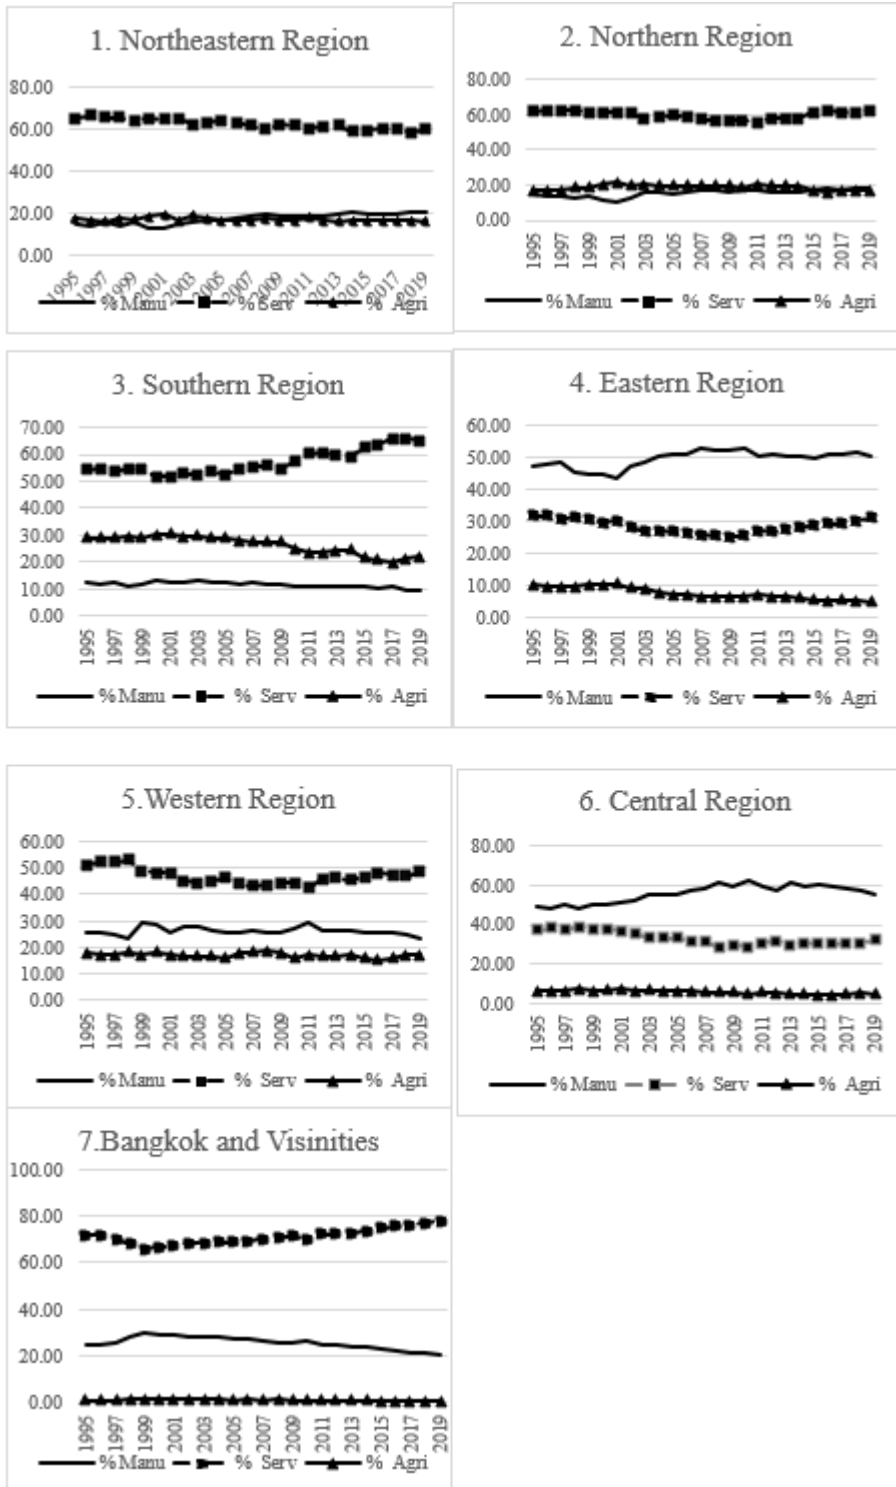 1. Northeastern Region
80.00
60.00
40.00
20.00
0.00
1995 1997 1999 2001 2003 2005 2007 2009 2011 2013 2015 2017 2019
%Manu % Serv % Agri
2. Northern Region
80.00
60.00
40.00
20.00
0.00
1995 1997 1999 2001 2003 2005 2007 2009 2011 2013 2015 2017 2019
%Manu % Serv % Agri
3. Southern Region
70.00
60.00
50.00
40.00
30.00
20.00
10.00
0.00
1995 1997 1999 2001 2003 2005 2007 2009 2011 2013 2015 2017 2019
%Manu % Serv % Agri
4. Eastern Region
60.00
50.00
40.00
30.00
20.00
10.00
0.00
1995 1997 1999 2001 2003 2005 2007 2009 2011 2013 2015 2017 2019
%Manu % Serv % Agri
5.Western Region
60.00
50.00
40.00
30.00
20.00
10.00
0.00
1995 1997 1999 2001 2003 2005 2007 2009 2011 2013 2015 2017 2019
%Manu % Serv % Agri
6. Central Region
80.00
60.00
40.00
20.00
0.00
1995 1997 1999 2001 2003 2005 2007 2009 2011 2013 2015 2017 2019
%Manu % Serv % Agri
7.Bangkok and Visinities
100.00
80.00
60.00
40.00
20.00
0.00
1995 1997 1999 2001 2003 2005 2007 2009 2011 2013 2015 2017 2019
%Manu % Serv % Agri